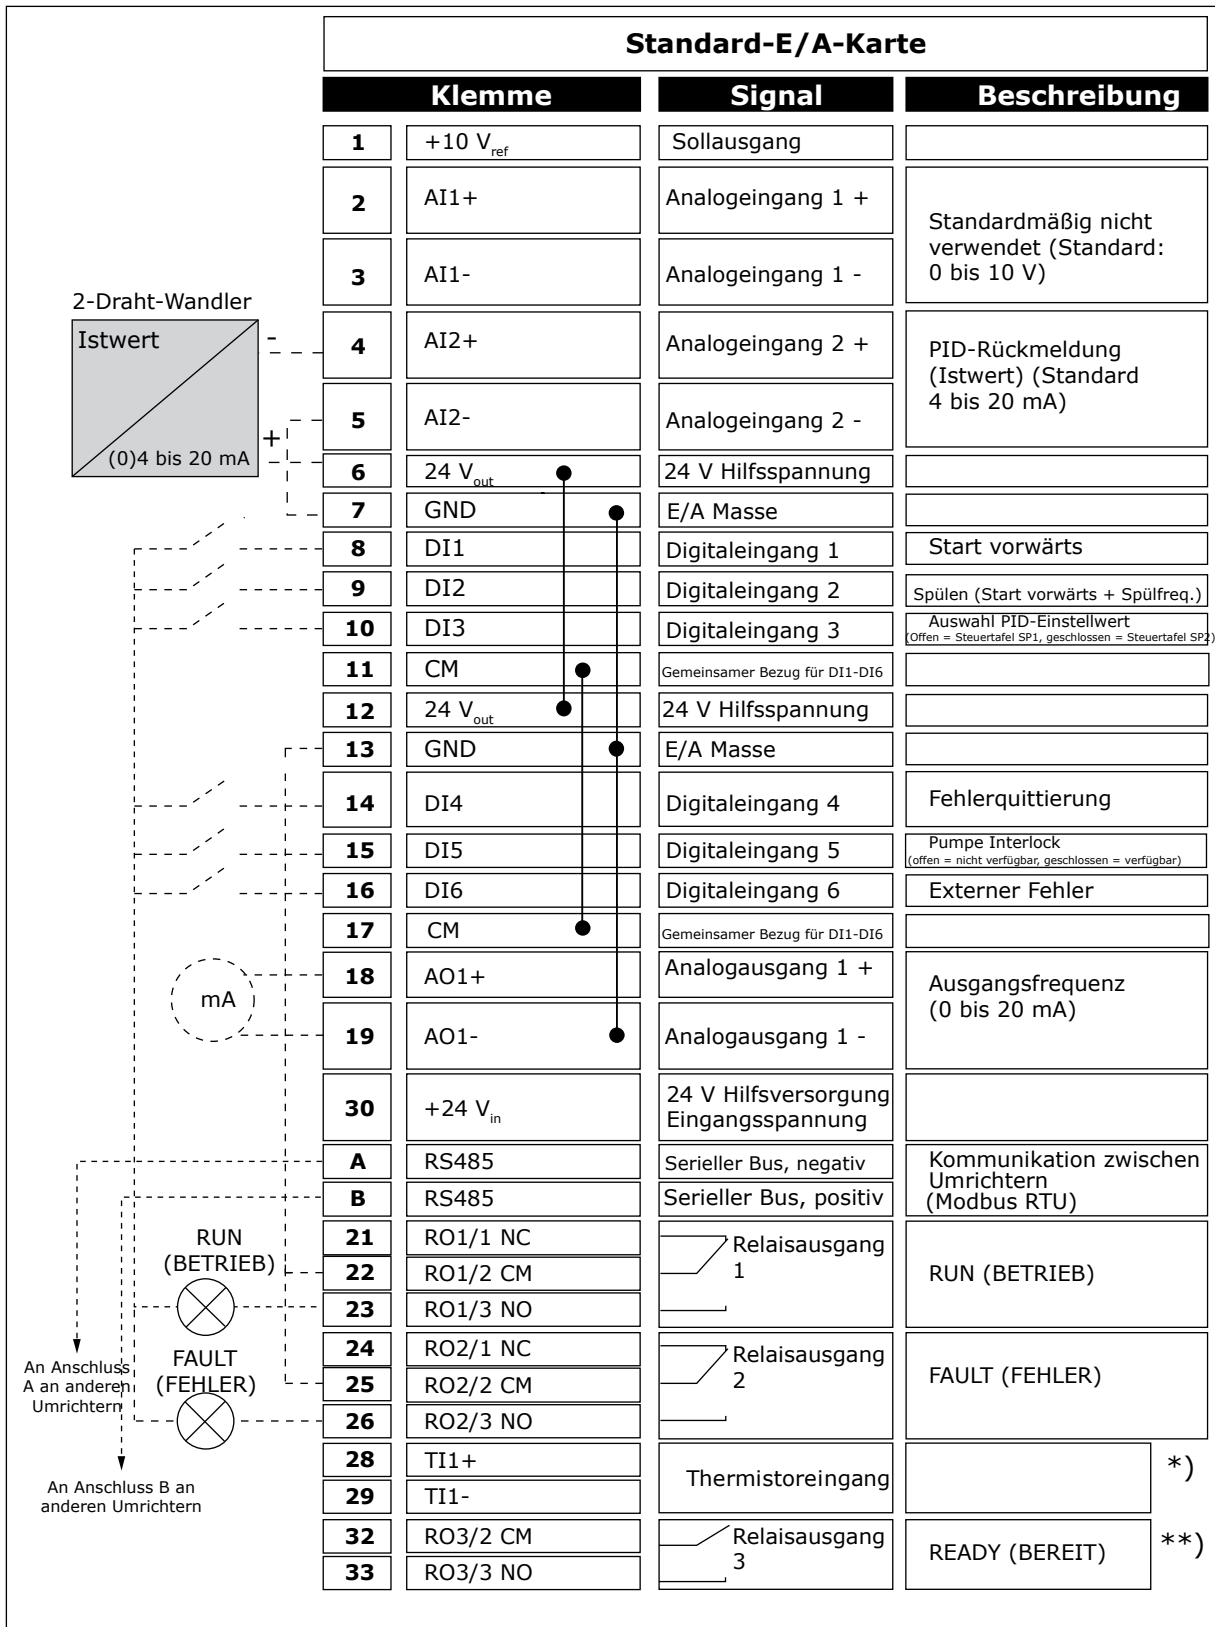 Standard-E/A-Karte
Klemme Signal Beschreibung
1 +10 Vref Sollausgang
2 AI1+ Analogeingang 1 +
Standardmäßig nicht
verwendet (Standard:
0 bis 10 V)
3 AI1- Analogeingang 1 -
2-Draht-Wandler
Istwert
-
+
(0)4 bis 20 mA
4 AI2+ Analogeingang 2 +
PID-Rückmeldung
(Istwert) (Standard
4 bis 20 mA)
5 AI2- Analogeingang 2 -
6 24 Vout 24 V Hilfsspannung
7 GND E/A Masse
8 DI1 Digitaleingang 1 Start vorwärts
9 DI2 Digitaleingang 2 Spülen (Start vorwärts + Spülfreq.)
10 DI3 Digitaleingang 3 Auswahl PID-Einstellwert
(Offen = Steuertafel SP1, geschlossen = Steuertafel SP2)
11 CM Gemeinsamer Bezug für DI1-DI6
12 24 Vout 24 V Hilfsspannung
13 GND E/A Masse
14 DI4 Digitaleingang 4 Fehlerquittierung
15 DI5 Digitaleingang 5 Pumpe Interlock
(offen = nicht verfügbar, geschlossen = verfügbar)
16 DI6 Digitaleingang 6 Externer Fehler
17 CM Gemeinsamer Bezug für DI1-DI6
mA
18 AO1+ Analogausgang 1 +
Ausgangsfrequenz
(0 bis 20 mA)
19 AO1- Analogausgang 1 -
30 +24 Vin 24 V Hilfsversorgung
Eingangsspannung
A RS485 Serieller Bus, negativ
Kommunikation zwischen
Umrichtern
(Modbus RTU)
B RS485 Serieller Bus, positiv
RUN
(BETRIEB)
21 RO1/1 NC
Relaisausgang
1
22 RO1/2 CM RUN (BETRIEB)
23 RO1/3 NO
An Anschluss
A an anderen
Umrichtern
FAULT
(FEHLER)
24 RO2/1 NC
Relaisausgang
2
25 RO2/2 CM FAULT (FEHLER)
26 RO2/3 NO
An Anschluss B an
anderen Umrichtern
28 TI1+
Thermistoreingang *)
29 TI1-
32 RO3/2 CM
Relaisausgang
3
READY (BEREIT) **)
33 RO3/3 NO